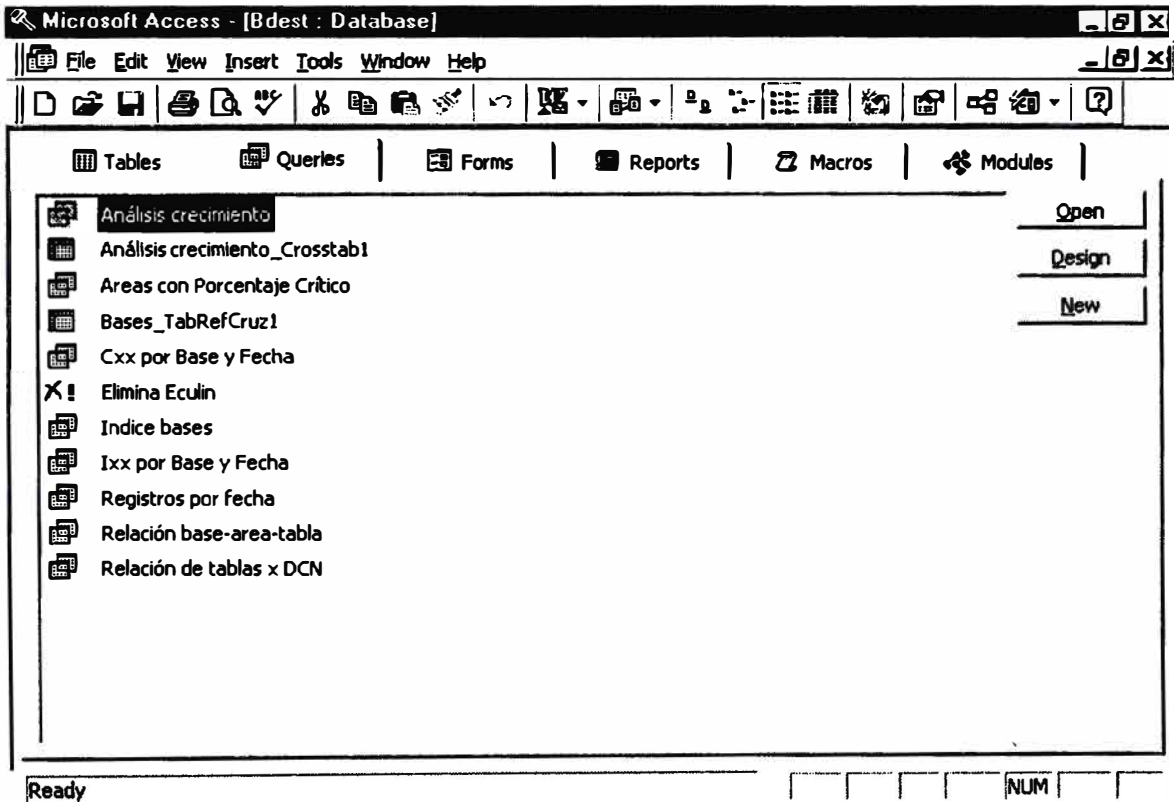 Microsoft Access - [Bdest : Database]
File Edit View Insert Tools Window Help
Tables Queries Forms Reports Macros Modules
Análisis crecimiento
Análisis crecimiento_Crosstab1
Areas con Porcentaje Crítico
Bases_TabRefCruz1
Cxx por Base y Fecha
Elimina Eculin
Indice bases
Ixx por Base y Fecha
Registros por fecha
Relación base-area-tabla
Relación de tablas x DCN
Open
Design
New
Ready NUM